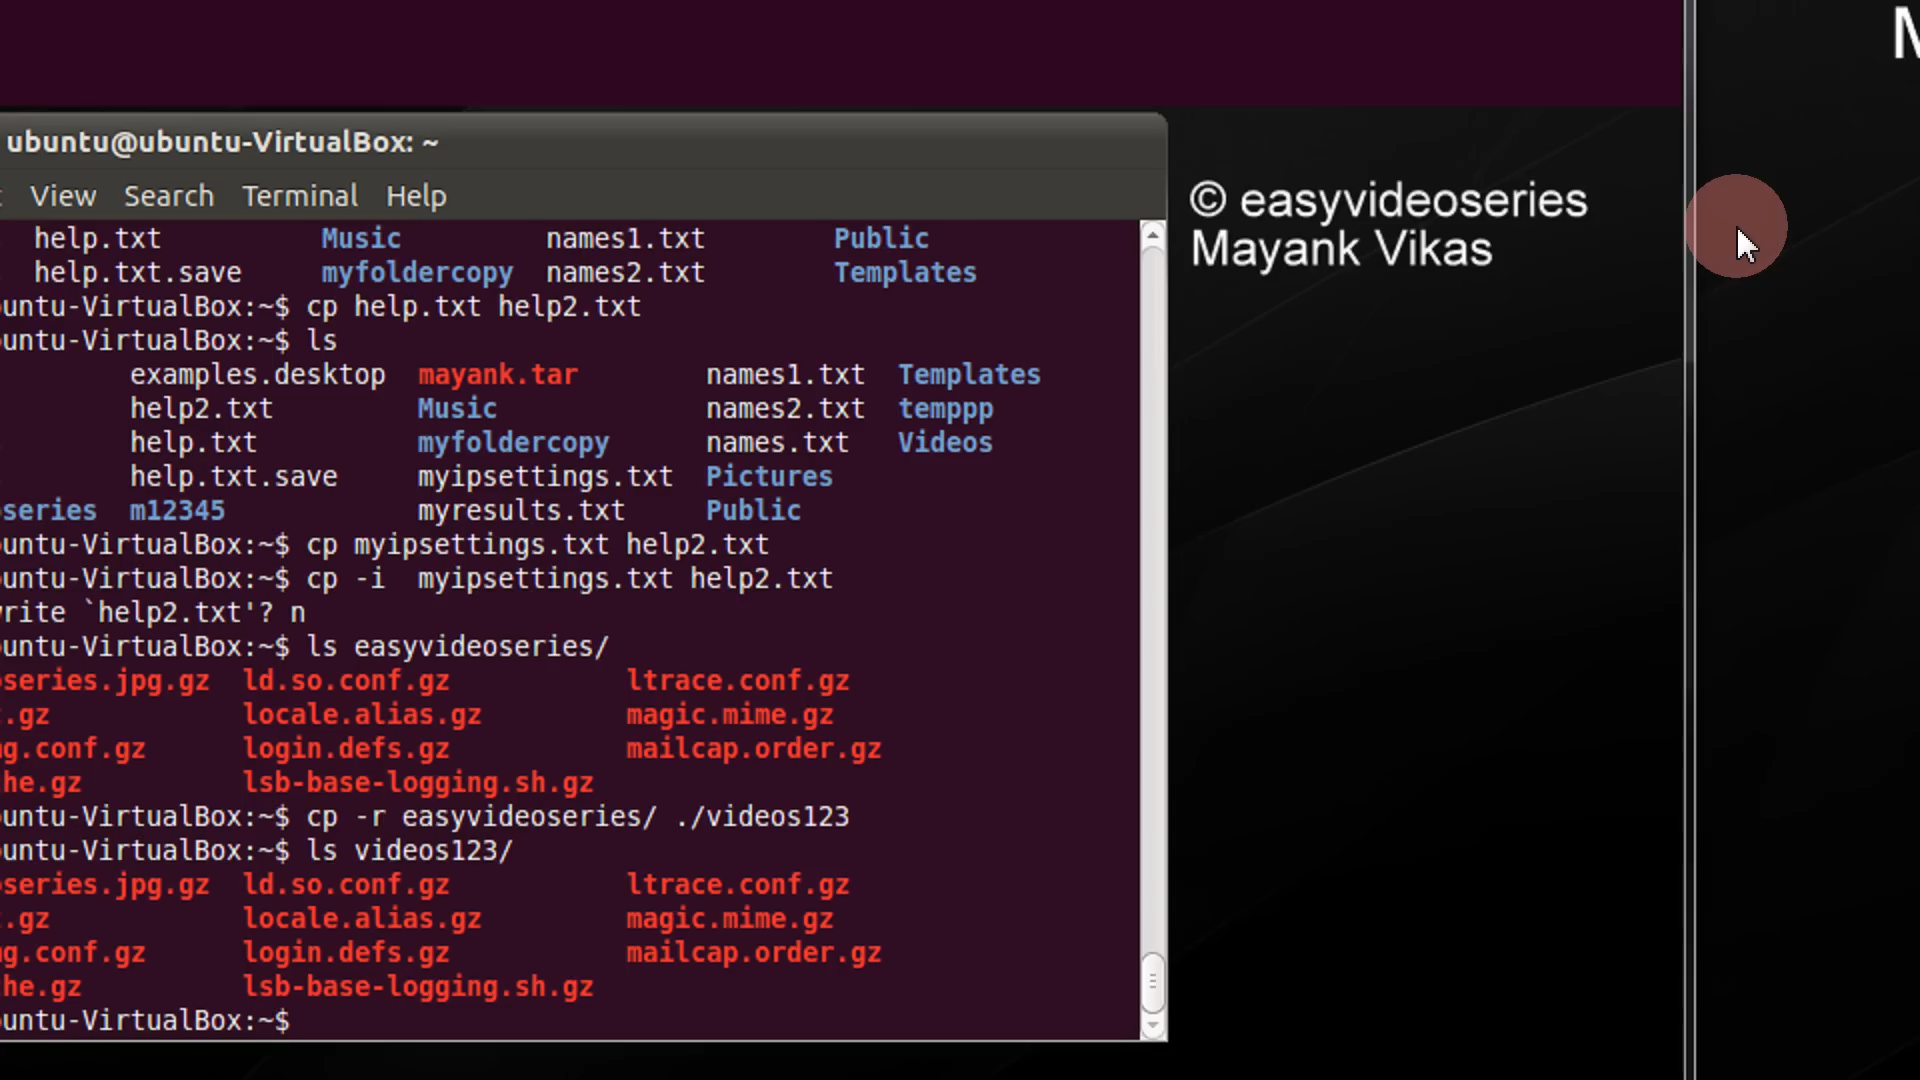 ubuntu@ubuntu-VirtualBox: ~
View Search Terminal Help
help.txt Music names1.txt Public
help.txt.save myfoldercopy names2.txt Templates
untu-VirtualBox:~$ cp help.txt help2.txt
untu-VirtualBox:~$ ls
examples.desktop mayank.tar names1.txt Templates
help2.txt Music names2.txt temppp
help.txt myfoldercopy names.txt Videos
help.txt.save myipsettings.txt Pictures
series m12345 myresults.txt Public
untu-VirtualBox:~$ cp myipsettings.txt help2.txt
untu-VirtualBox:~$ cp -i  myipsettings.txt help2.txt
rite `help2.txt'? n
untu-VirtualBox:~$ ls easyvideoseries/
series.jpg.gz ld.so.conf.gz ltrace.conf.gz
.gz locale.alias.gz magic.mime.gz
g.conf.gz login.defs.gz mailcap.order.gz
he.gz lsb-base-logging.sh.gz
untu-VirtualBox:~$ cp -r easyvideoseries/ ./videos123
untu-VirtualBox:~$ ls videos123/
series.jpg.gz ld.so.conf.gz ltrace.conf.gz
.gz locale.alias.gz magic.mime.gz
g.conf.gz login.defs.gz mailcap.order.gz
he.gz lsb-base-logging.sh.gz
untu-VirtualBox:~$
© easyvideoseries
Mayank Vikas